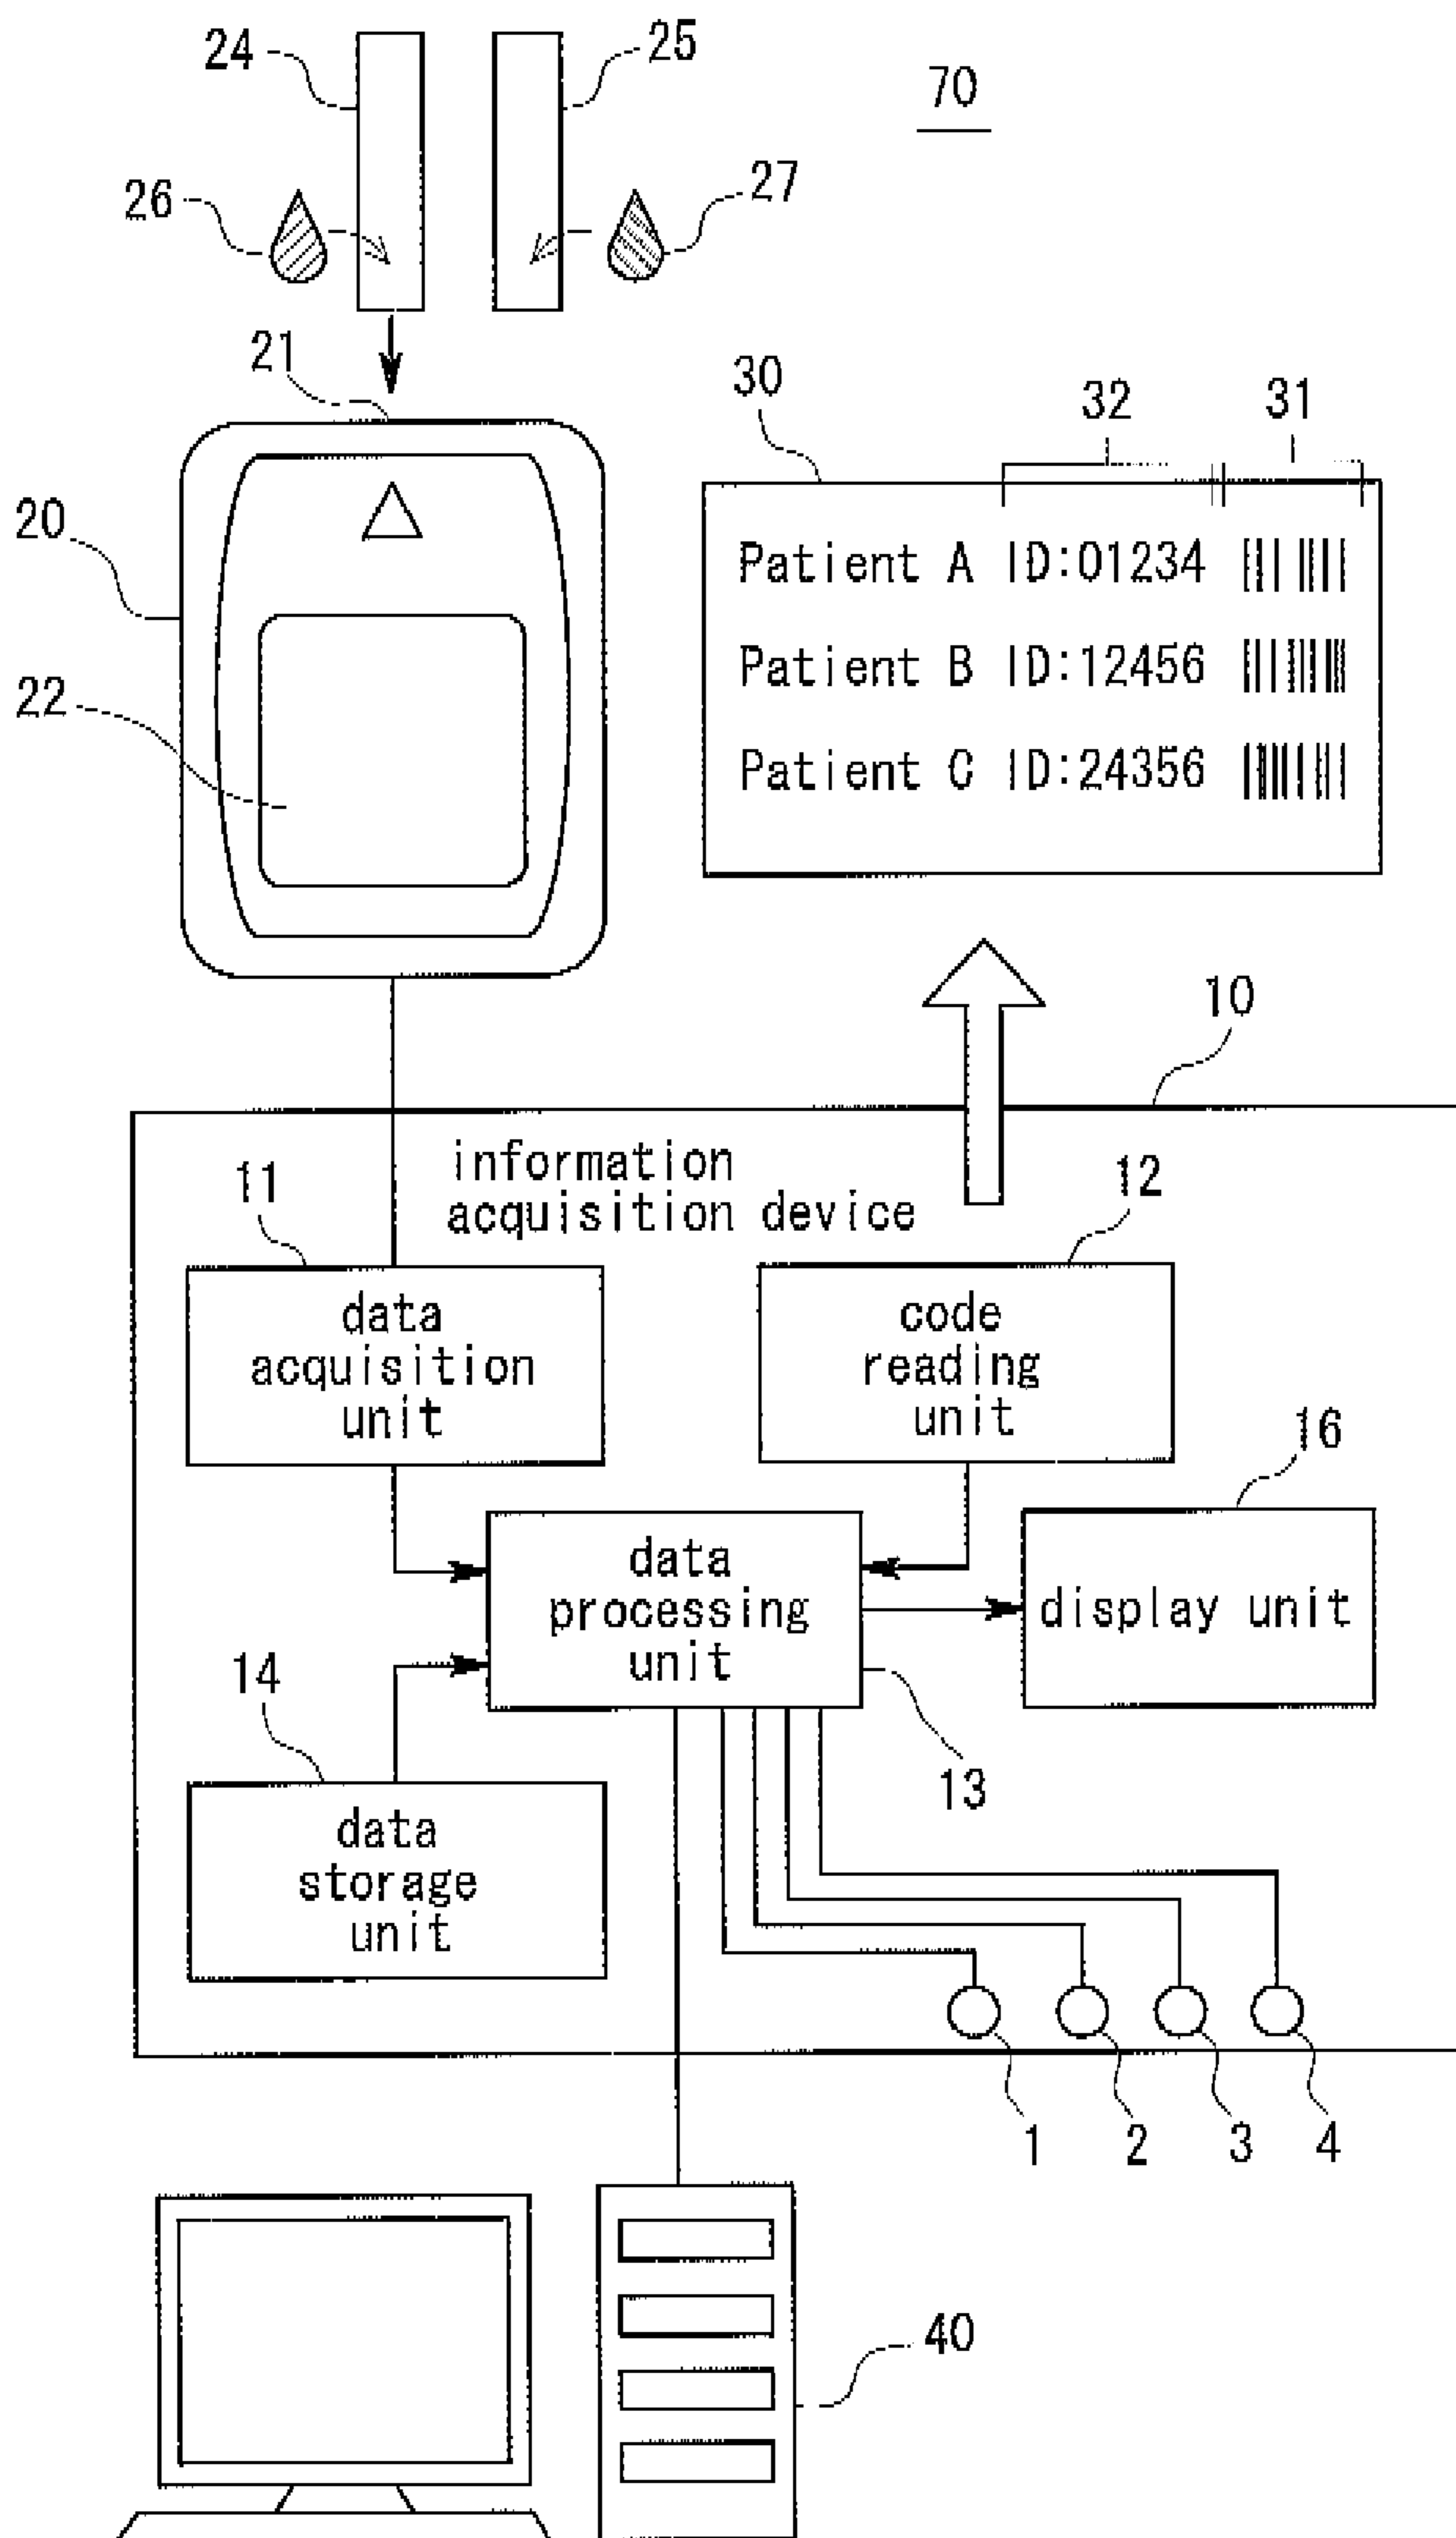 24
25
70
26
27
21
30
32
31
20
Patient A ID:01234
22
Patient B ID:12456
Patient C ID:24356
10
information
acquisition device
11
12
data
acquisition
unit
code
reading
unit
16
data
processing
unit
display unit
14
13
data
storage
unit
1
2
3
4
40